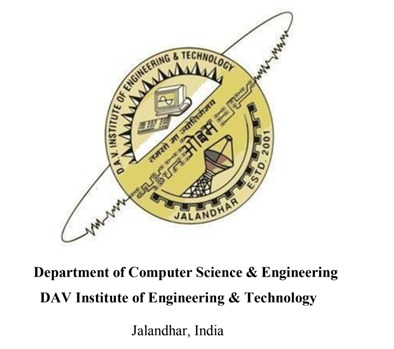 D.A.V. INSTITUTE OF ENGINEERING & TECHNOLOGY
तमसो मा ज्योतिर्गमय
ओ३म्
JALANDHAR ESTD. 2001
Department of Computer Science & Engineering
DAV Institute of Engineering & Technology
Jalandhar, India